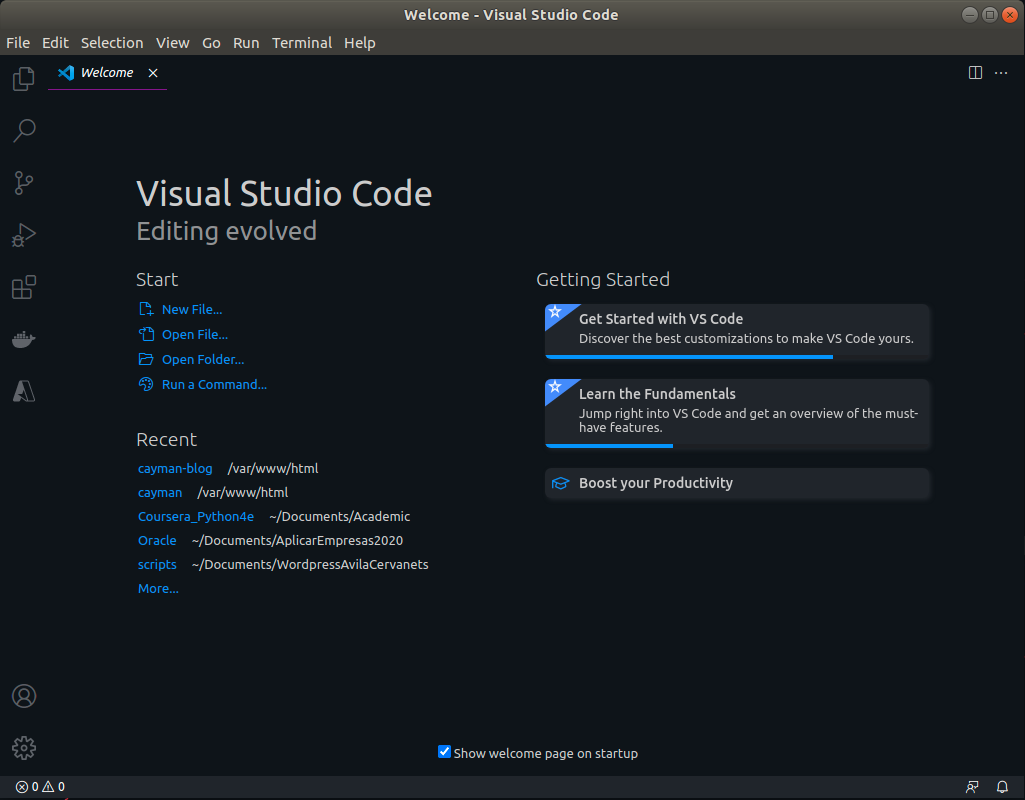 Welcome - Visual Studio Code
File Edit Selection View Go Run Terminal Help
Welcome
Visual Studio Code
Editing evolved
Start
New File...
Open File...
Open Folder...
Run a Command...
Recent
cayman-blog /var/www/html
cayman /var/www/html
Coursera_Python4e ~/Documents/Academic
Oracle ~/Documents/AplicarEmpresas2020
scripts ~/Documents/WordpressAvilaCervanets
More...
Getting Started
Get Started with VS Code
Discover the best customizations to make VS Code yours.
Learn the Fundamentals
Jump right into VS Code and get an overview of the must-
have features.
Boost your Productivity
Show welcome page on startup
0 0